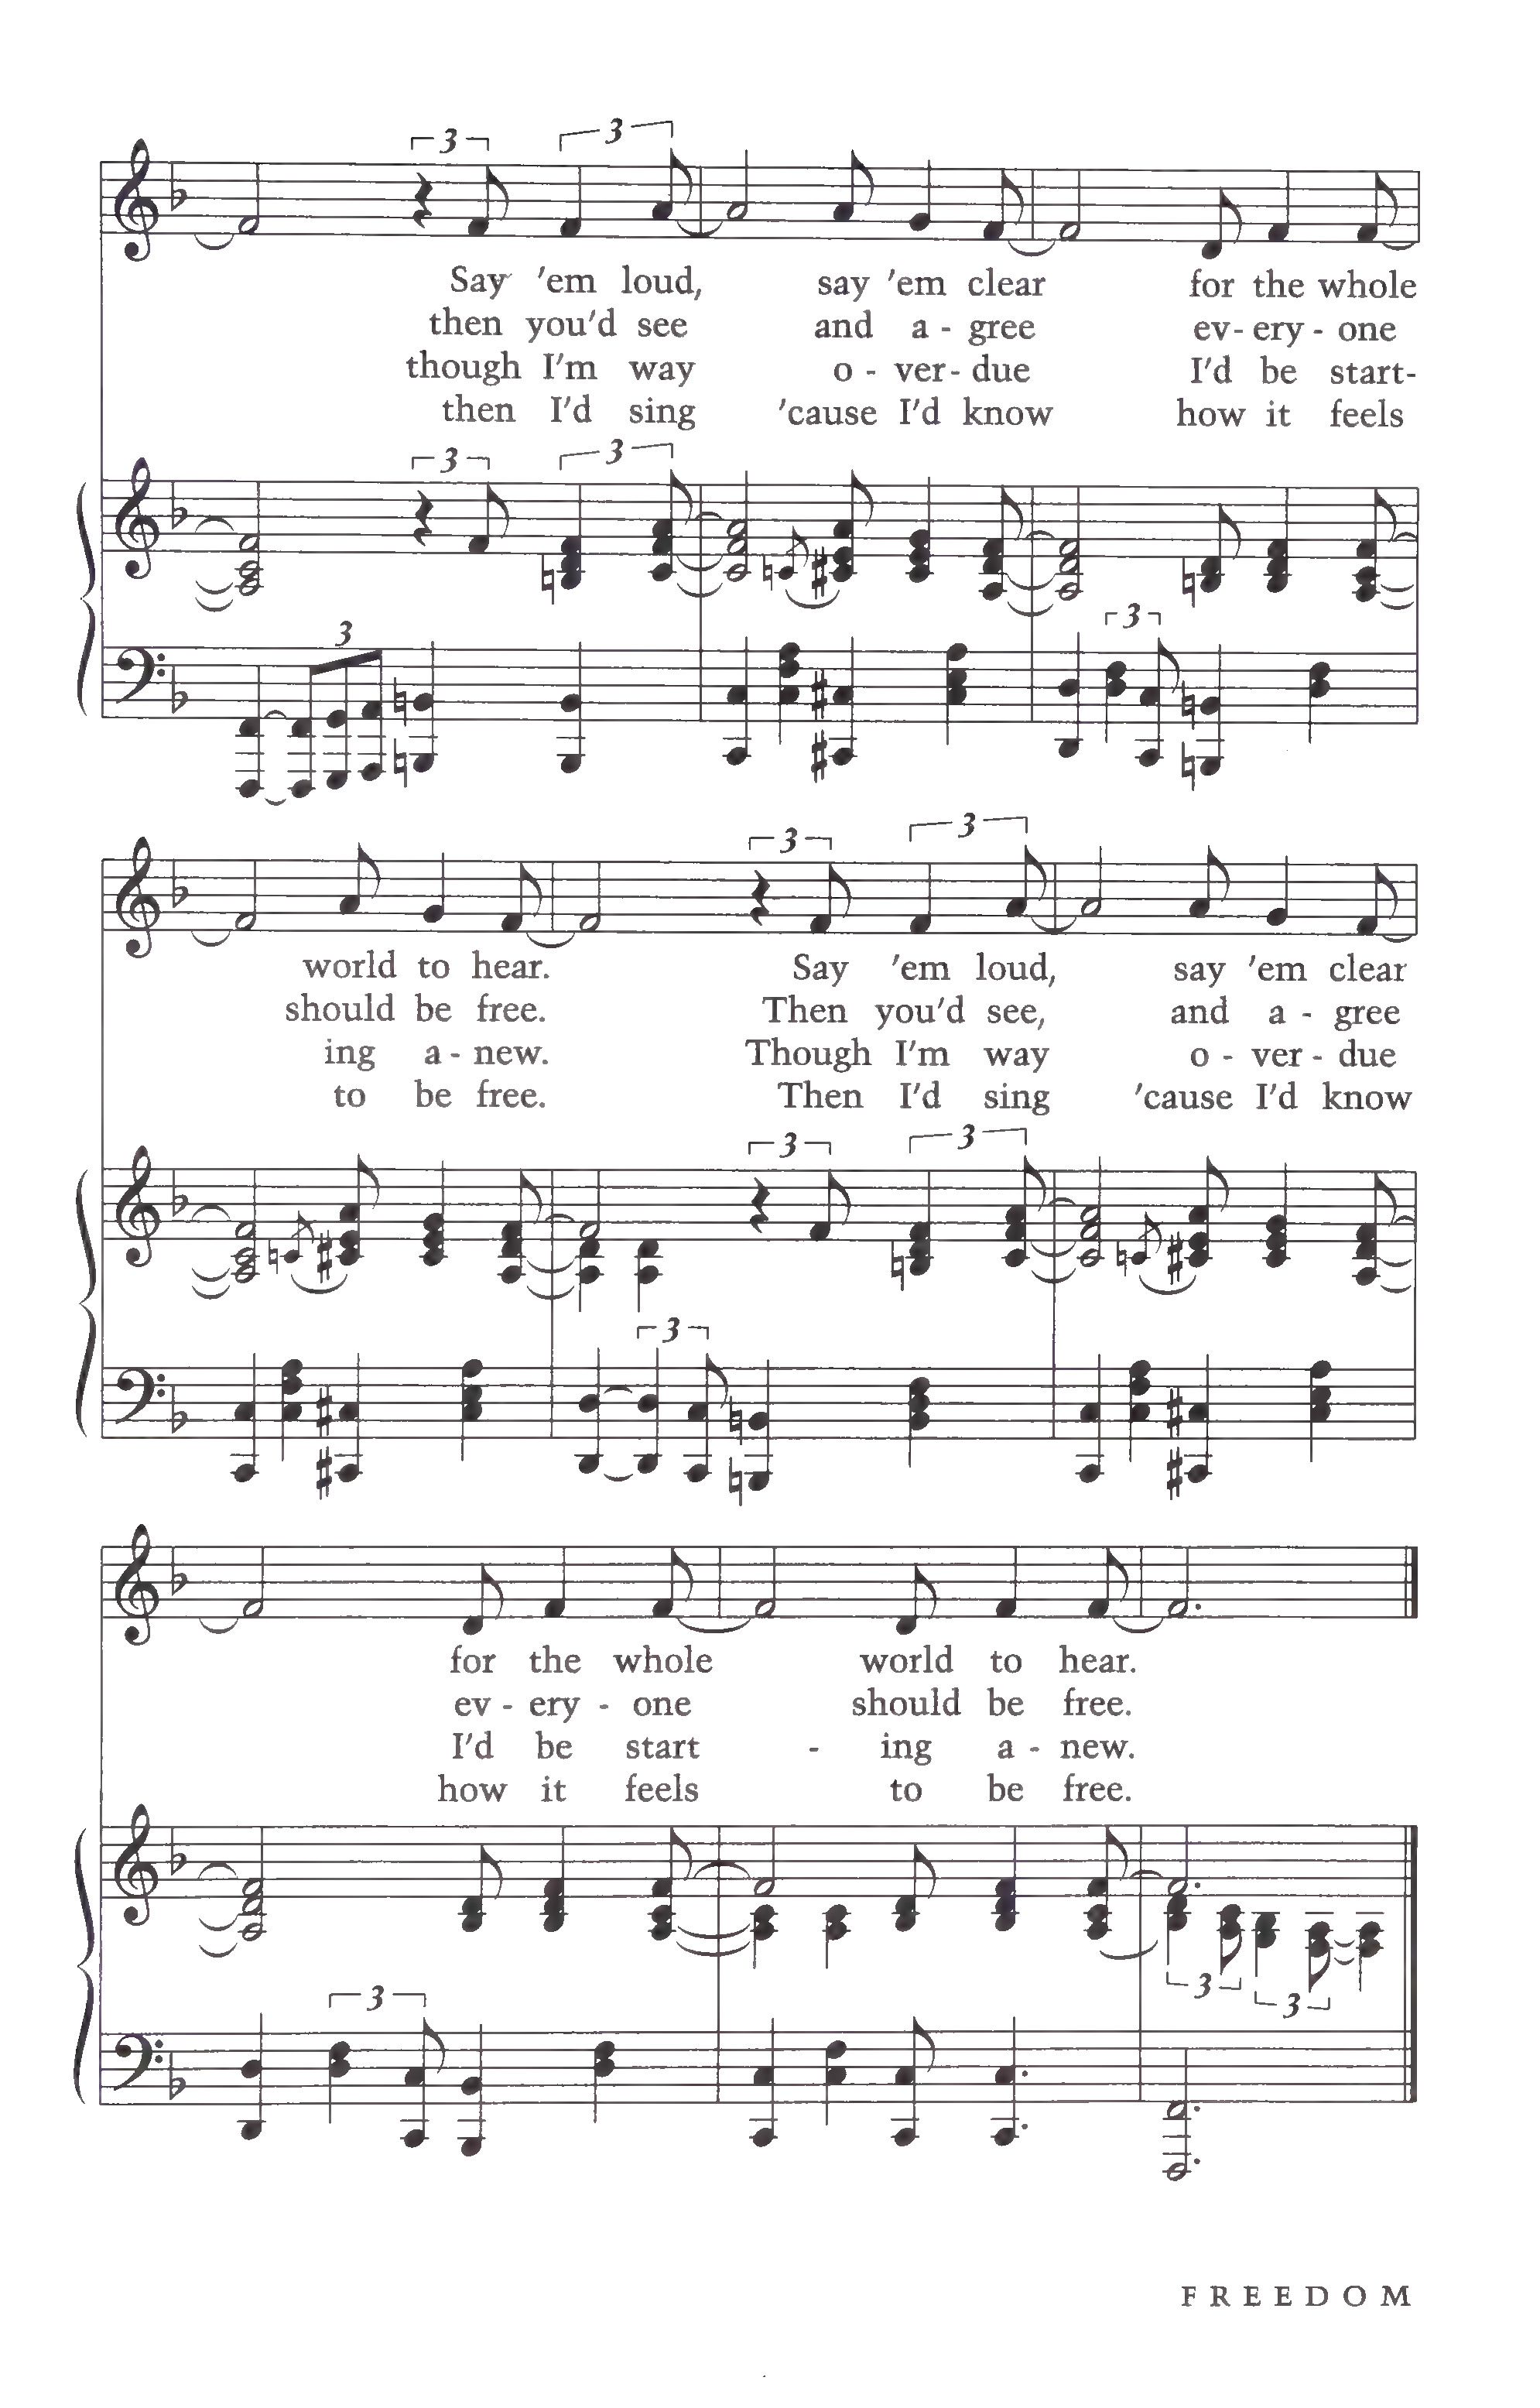 3 3
Say 'em loud, say 'em clear for the whole
then you'd see and a - gree ev - ery - one
though I'm way o - ver - due I'd be start-
then I'd sing 'cause I'd know how it feels
3 3
3
3
3 3
world to hear. Say 'em loud, say 'em clear
should be free. Then you'd see, and a - gree
ing a - new. Though I'm way o - ver - due
to be free. Then I'd sing 'cause I'd know
3 3
3
for the whole world to hear.
ev - ery - one should be free.
I'd be start - ing a - new.
how it feels to be free.
3 3
3
FREEDOM